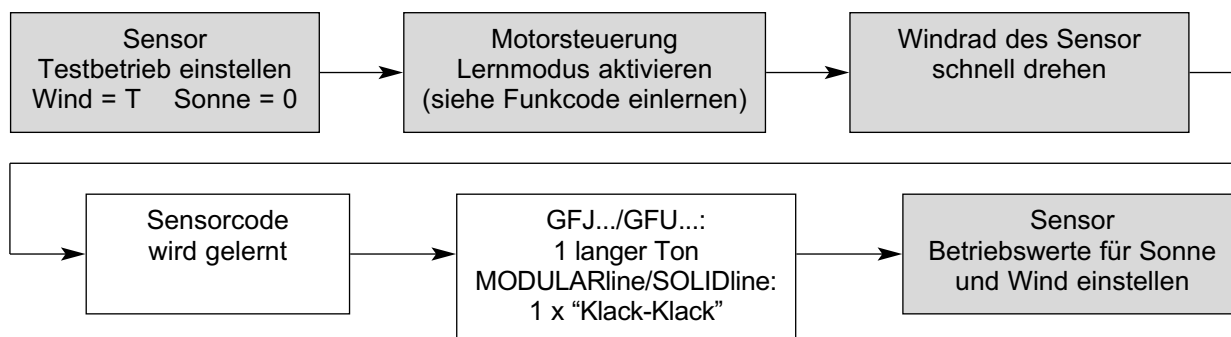 Sensor
Testbetrieb einstellen
Wind = T Sonne = 0
Motorsteuerung
Lernmodus aktivieren
(siehe Funkcode einlernen)
Windrad des Sensor
schnell drehen
Sensorcode
wird gelernt
GFJ.../GFU...:
1 langer Ton
MODULARline/SOLIDline:
1 x “Klack-Klack”
Sensor
Betriebswerte für Sonne
und Wind einstellen